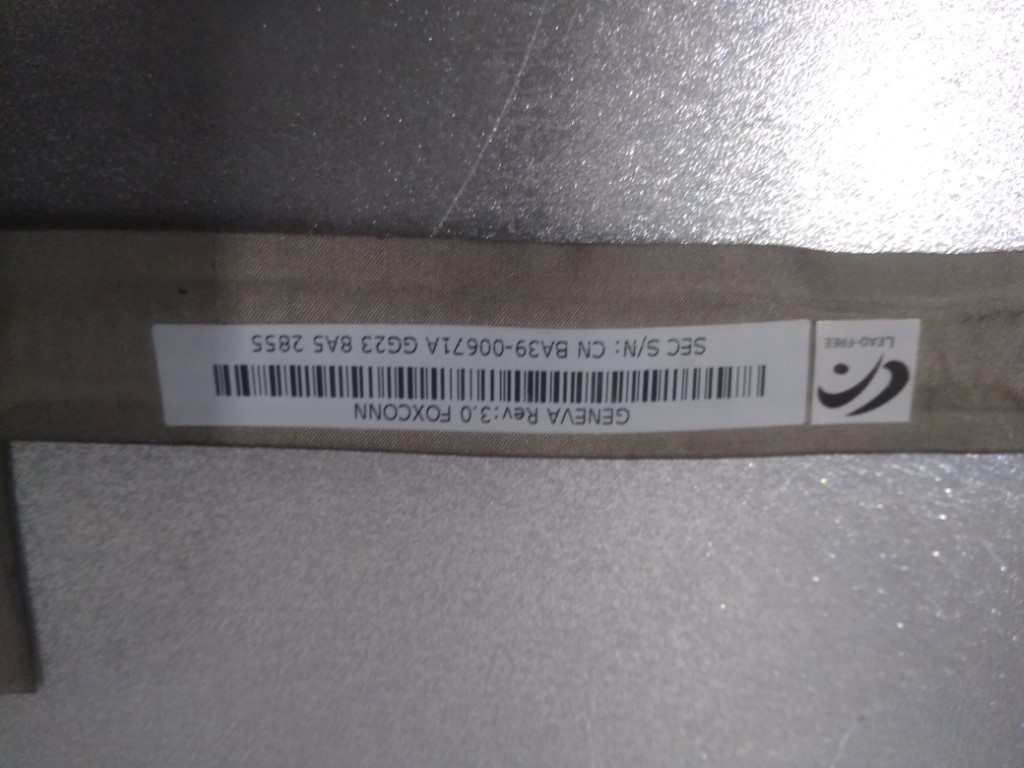 LEAD-FREE
GENEVA Rev:3.0 FOXCONN
SEC S/N: CN BA39-00671A GG23 8A5 2855